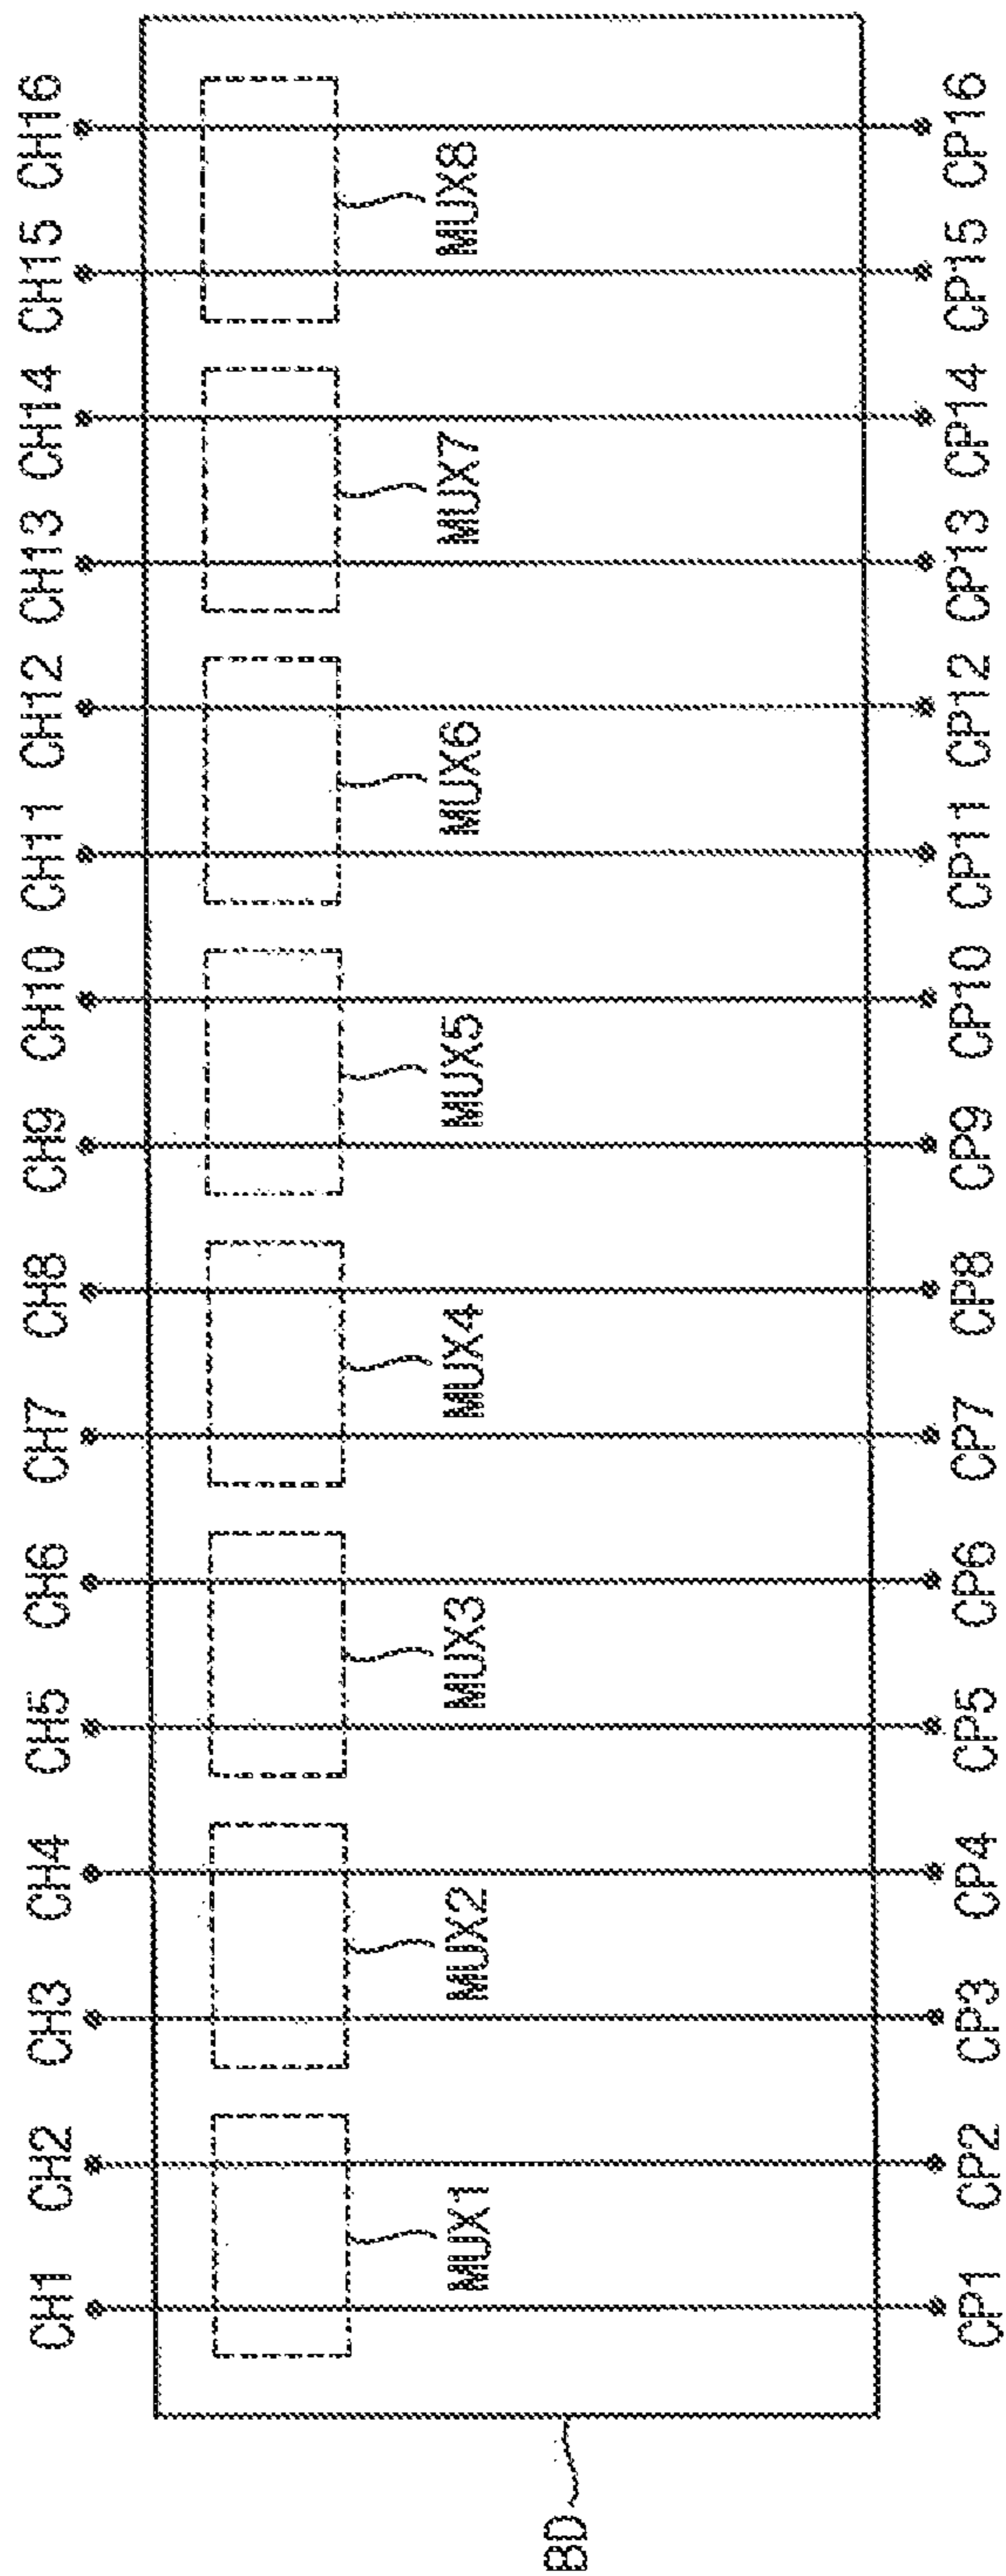 CH1 CH2 CH3 CH4 CH5 CH6 CH7 CH8 CH9 CH10 CH11 CH12 CH13 CH14 CH15 CH16
MUX1 MUX2 MUX3 MUX4 MUX5 MUX6 MUX7 MUX8
BD
CP1 CP2 CP3 CP4 CP5 CP6 CP7 CP8 CP9 CP10 CP11 CP12 CP13 CP14 CP15 CP16